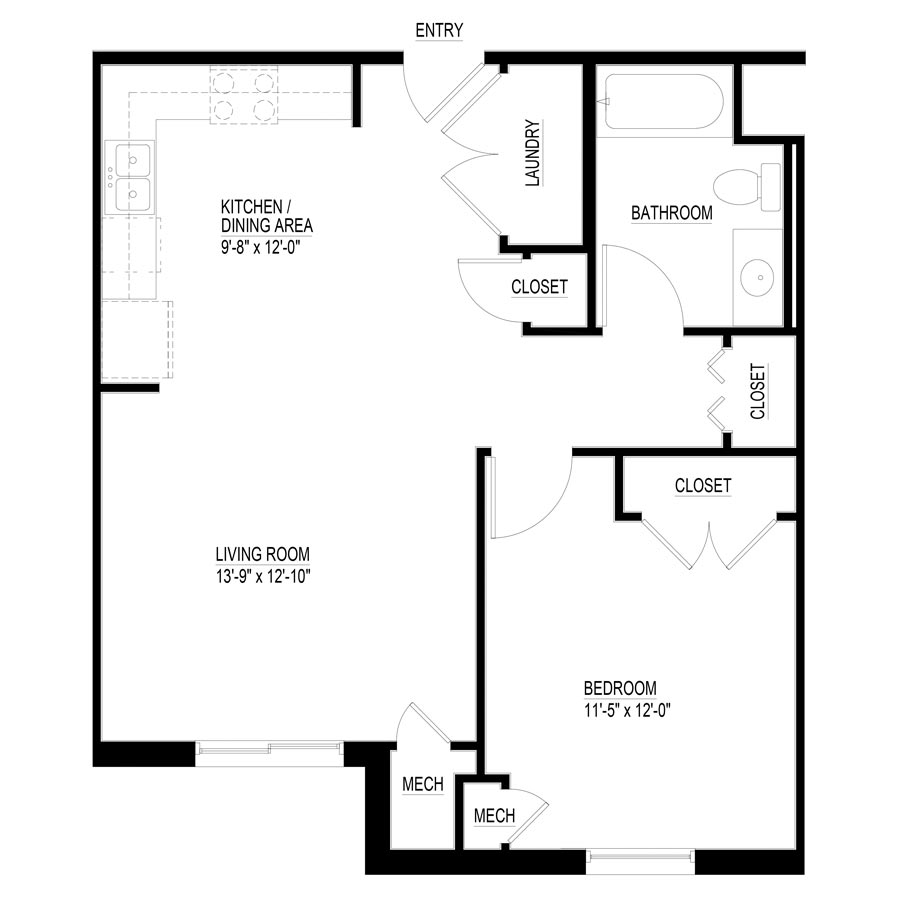 ENTRY
LAUNDRY
KITCHEN /
DINING AREA
9'-8" x 12'-0"
BATHROOM
CLOSET
CLOSET
CLOSET
LIVING ROOM
13'-9" x 12'-10"
BEDROOM
11'-5" x 12'-0"
MECH
MECH